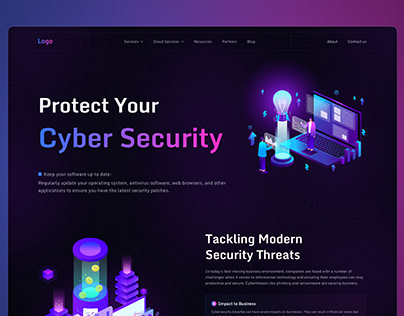 Logo
Services
Cloud Services
Resources
Partners
Blog
About
Contact us
Protect Your
Cyber Security
Keep your software up to date:
Regularly update your operating system, antivirus software, web browsers, and other
applications to ensure you have the latest security patches.
Tackling Modern
Security Threats
In today's fast-moving business environment, companies are faced with a number of
challenges when it comes to information technology and ensuring their employees can stay
productive and secure. Cyberthreats like phishing and ransomware are causing business.
Impact to Business
Cybersecurity breaches can have severe impacts on businesses. They can result in financial losses due